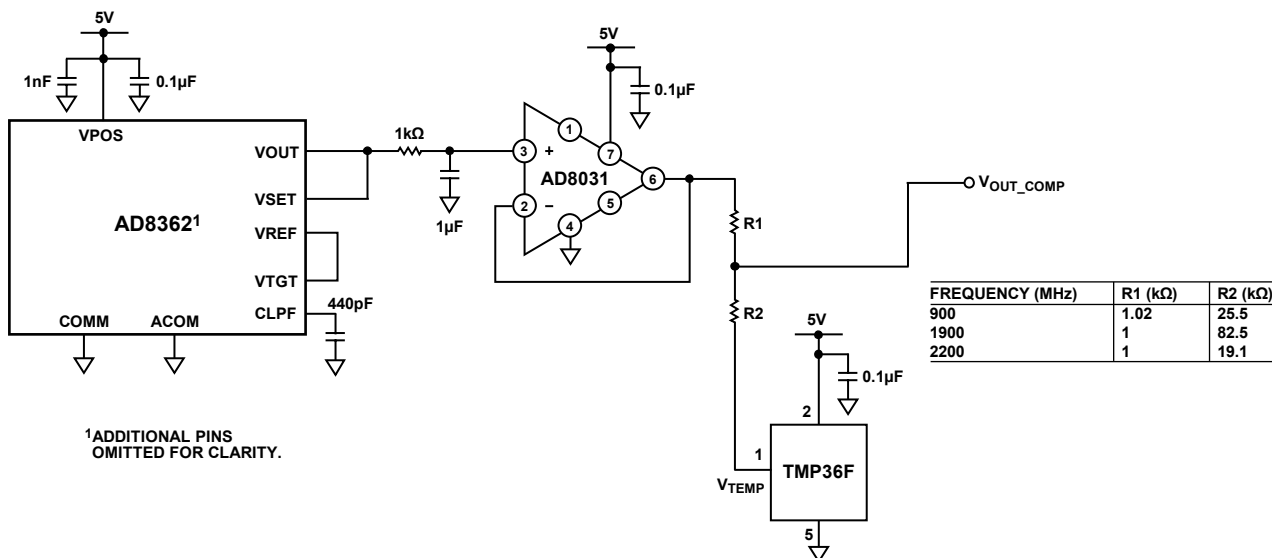 5V
1nF
0.1µF
VPOS
VOUT
VSET
AD8362¹
VREF
VTGT
CLPF
COMM
ACOM
440pF
1kΩ
1µF
5V
0.1µF
1
3
+
7
AD8031
6
2
–
5
4
R1
R2
V_OUT_COMP
5V
0.1µF
2
1
TMP36F
V_TEMP
5
FREQUENCY (MHz) R1 (kΩ) R2 (kΩ)
900 1.02 25.5
1900 1 82.5
2200 1 19.1
¹ADDITIONAL PINS
OMITTED FOR CLARITY.